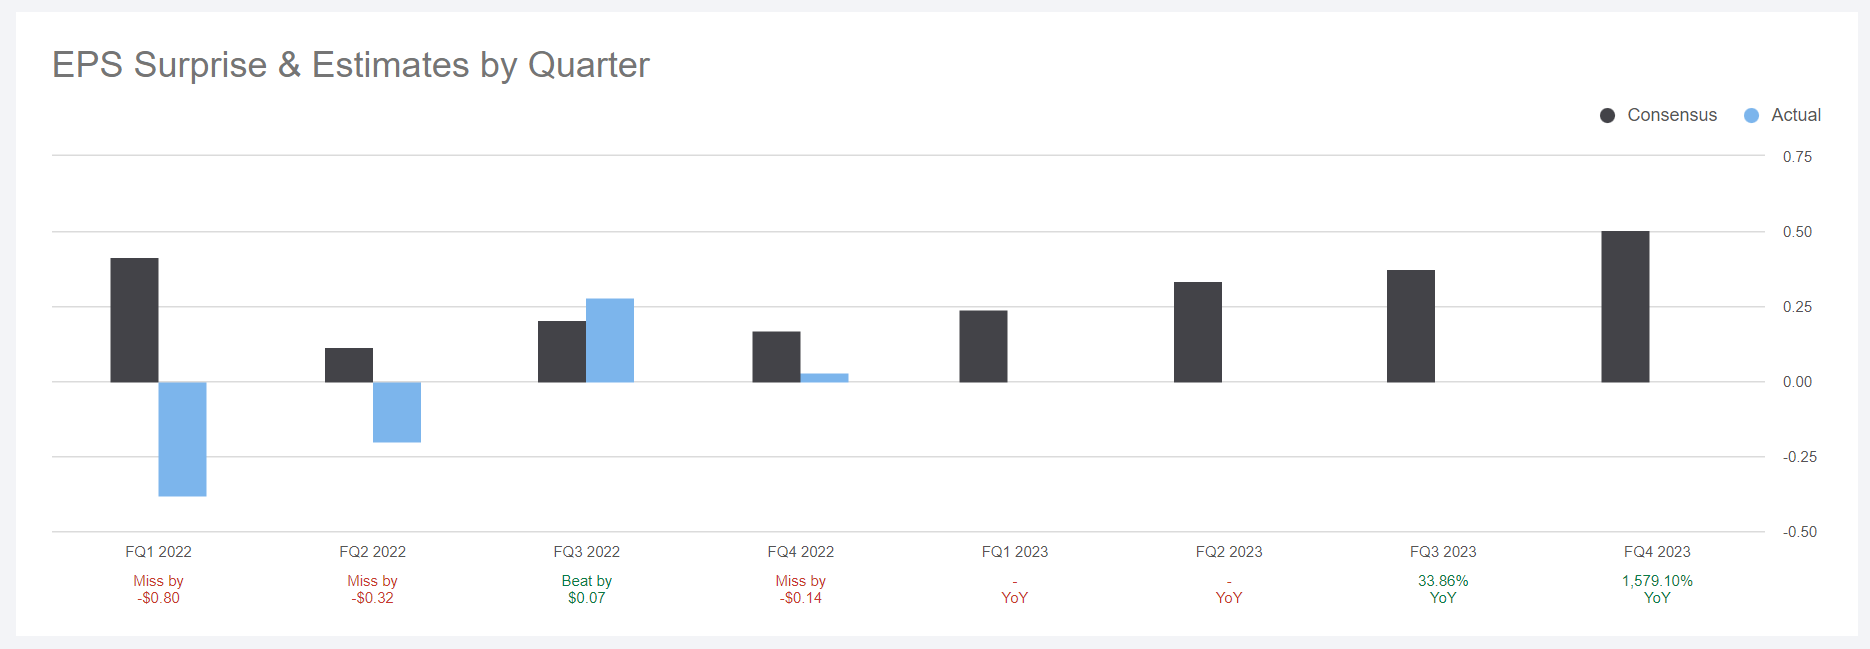 EPS Surprise & Estimates by Quarter
Consensus
Actual
0.75
0.50
0.25
0.00
-0.25
-0.50
FQ1 2022
FQ2 2022
FQ3 2022
FQ4 2022
FQ1 2023
FQ2 2023
FQ3 2023
FQ4 2023
Miss by
-$0.80
Miss by
-$0.32
Beat by
$0.07
Miss by
-$0.14
-
YoY
-
YoY
33.86%
YoY
1,579.10%
YoY